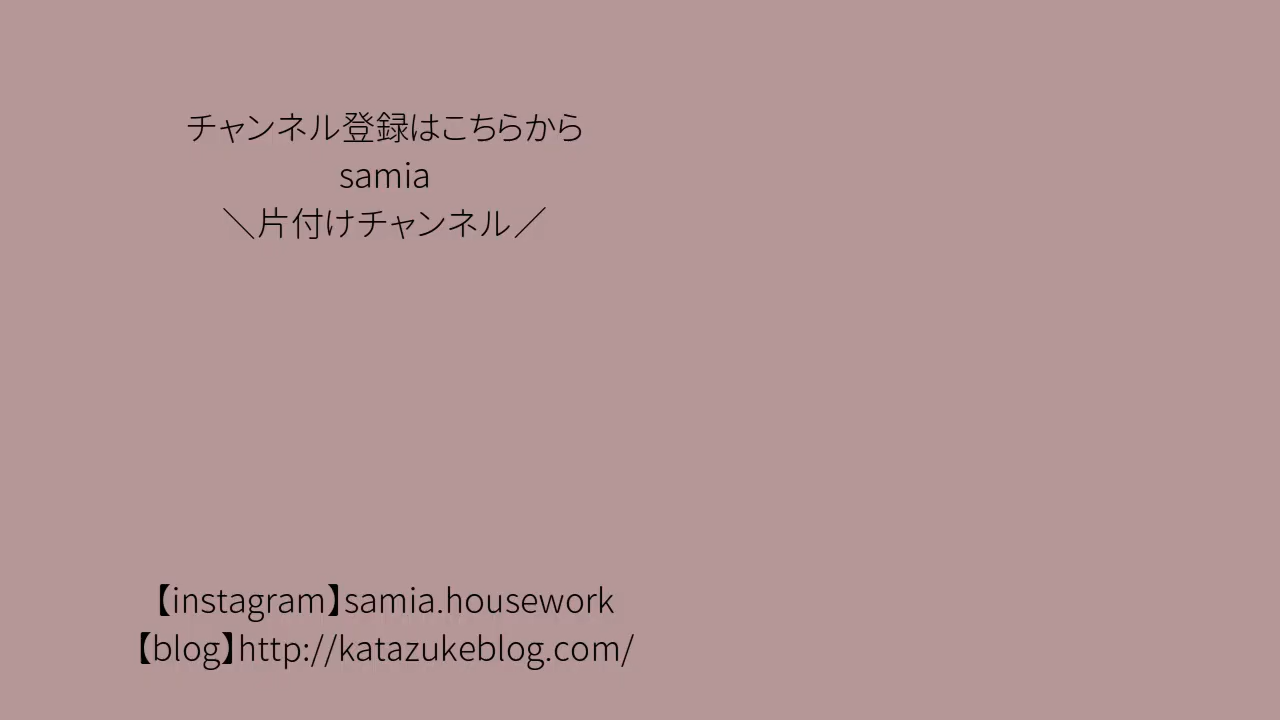 チャンネル登録はこちらから
samia
＼片付けチャンネル／
【instagram】samia.housework
【blog】http://katazukeblog.com/